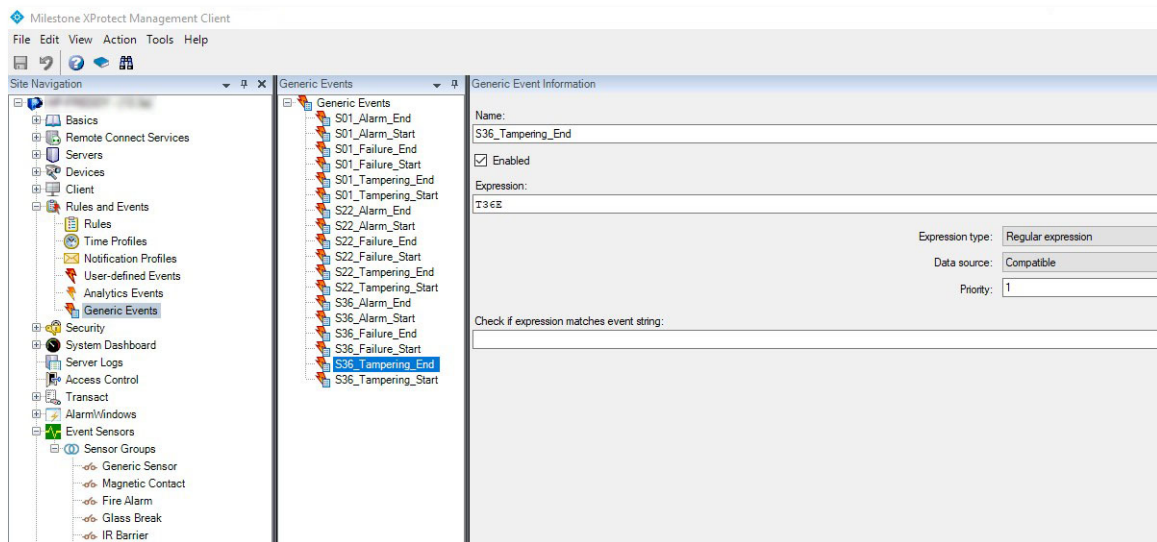 Milestone XProtect Management Client
File Edit View Action Tools Help
Site Navigation
Basics
Remote Connect Services
Servers
Devices
Client
Rules and Events
Rules
Time Profiles
Notification Profiles
User-defined Events
Analytics Events
Generic Events
Security
System Dashboard
Server Logs
Access Control
Transact
AlarmWindows
Event Sensors
Sensor Groups
Generic Sensor
Magnetic Contact
Fire Alarm
Glass Break
IR Barrier
Generic Events
Generic Events
S01_Alarm_End
S01_Alarm_Start
S01_Failure_End
S01_Failure_Start
S01_Tampering_End
S01_Tampering_Start
S22_Alarm_End
S22_Alarm_Start
S22_Failure_End
S22_Failure_Start
S22_Tampering_End
S22_Tampering_Start
S36_Alarm_End
S36_Alarm_Start
S36_Failure_End
S36_Failure_Start
S36_Tampering_End
S36_Tampering_Start
Generic Event Information
Name:
S36_Tampering_End
Enabled
Expression:
T36E
Expression type: Regular expression
Data source: Compatible
Priority: 1
Check if expression matches event string: